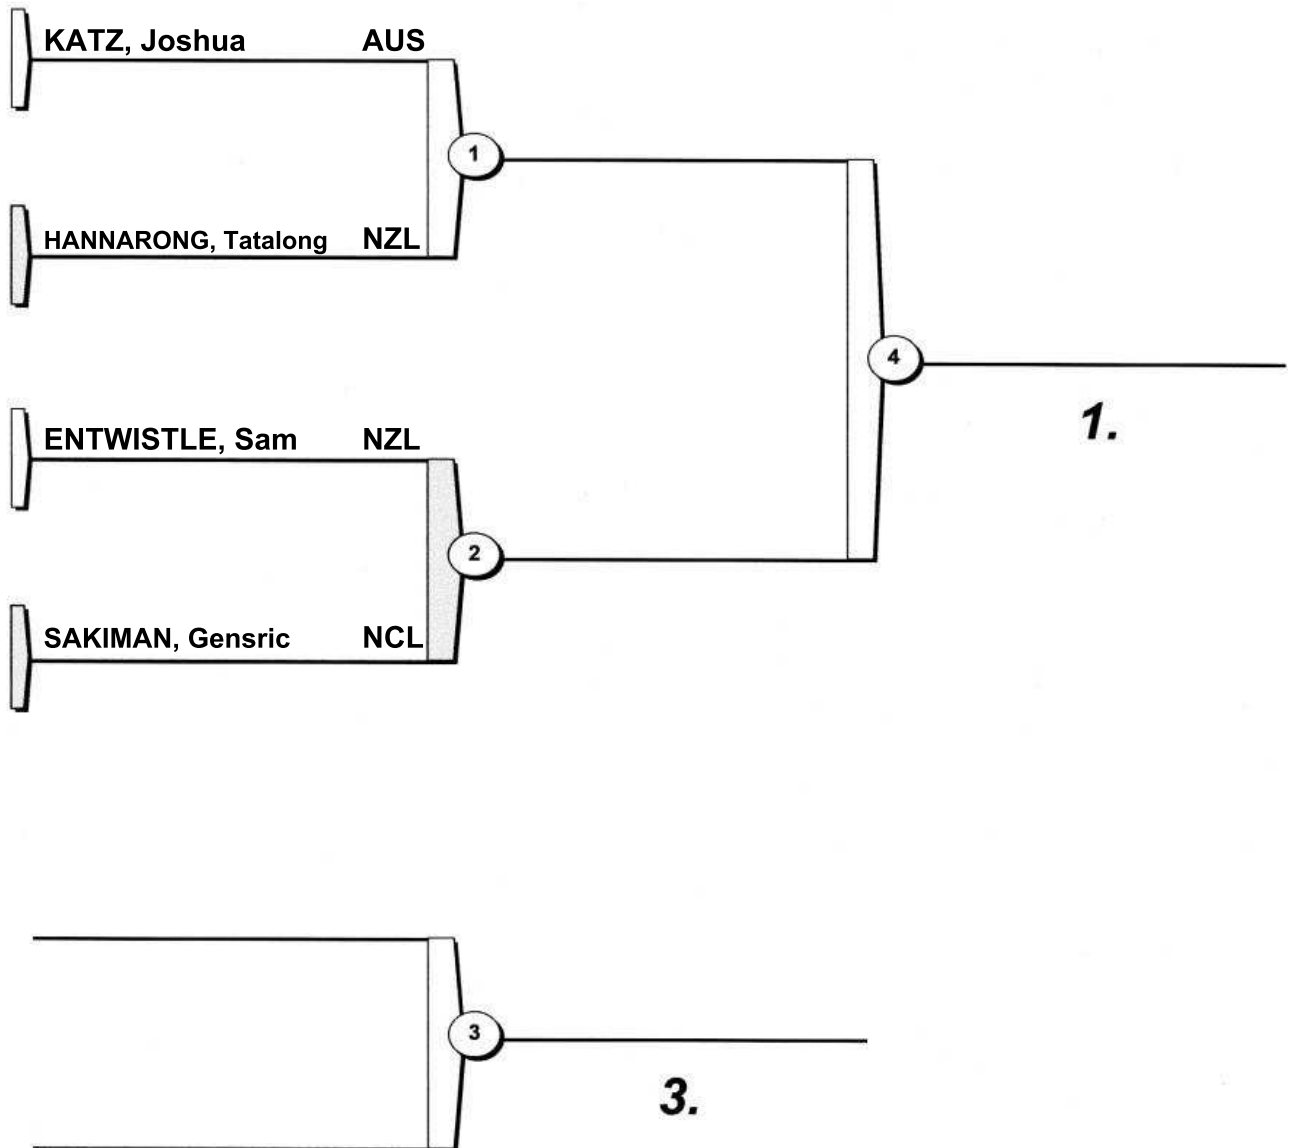 KATZ, Joshua AUS
1
HANNARONG, Tatalong NZL
4
1.
ENTWISTLE, Sam NZL
2
SAKIMAN, Gensric NCL
3
3.